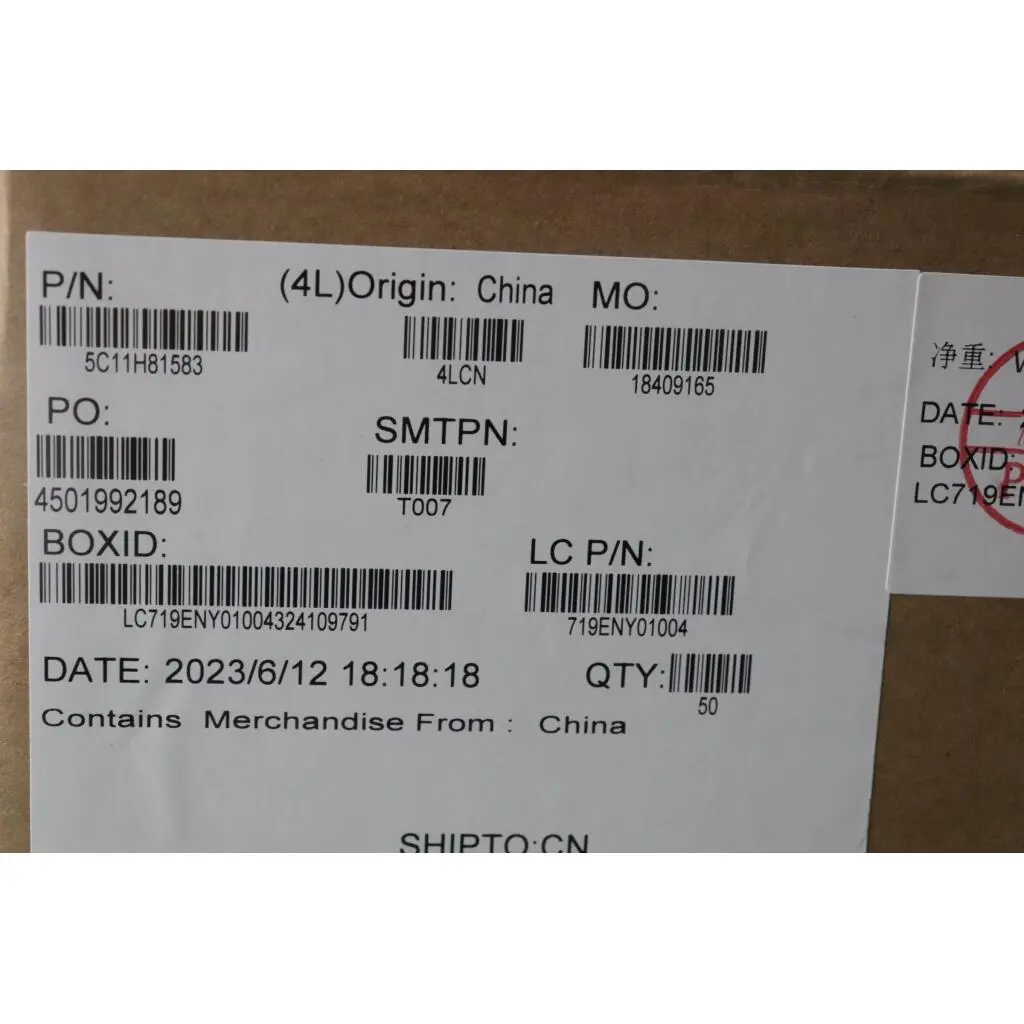 P/N:
(4L)Origin: China
MO:
5C11H81583
4LCN
18409165
PO:
SMTPN:
4501992189
T007
BOXID:
LC P/N:
LC719ENY01004324109791
719ENY01004
DATE: 2023/6/12 18:18:18
QTY:
50
Contains Merchandise From : China
SHIPTO:CN
净重:
DATE:
BOXID:
LC719EN